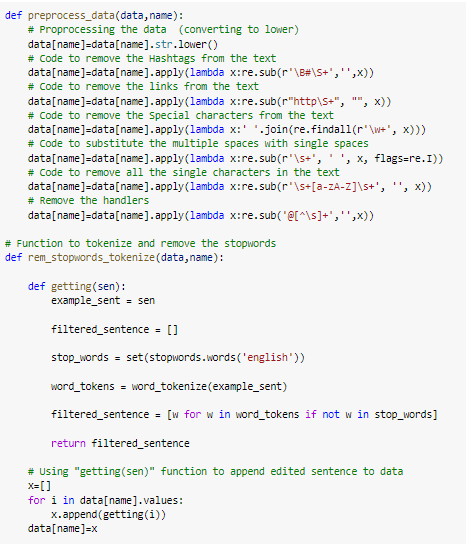 def preprocess_data(data,name):
    # Proprocessing the data  (converting to lower)
    data[name]=data[name].str.lower()
    # Code to remove the Hashtags from the text
    data[name]=data[name].apply(lambda x:re.sub(r'\B#\S+','',x))
    # Code to remove the links from the text
    data[name]=data[name].apply(lambda x:re.sub(r"http\S+", "", x))
    # Code to remove the Special characters from the text
    data[name]=data[name].apply(lambda x:' '.join(re.findall(r'\w+', x)))
    # Code to substitute the multiple spaces with single spaces
    data[name]=data[name].apply(lambda x:re.sub(r'\s+', ' ', x, flags=re.I))
    # Code to remove all the single characters in the text
    data[name]=data[name].apply(lambda x:re.sub(r'\s+[a-zA-Z]\s+', '', x))
    # Remove the handlers
    data[name]=data[name].apply(lambda x:re.sub('@[^\s]+','',x))
# Function to tokenize and remove the stopwords
def rem_stopwords_tokenize(data,name):
    def getting(sen):
        example_sent = sen
        filtered_sentence = []
        stop_words = set(stopwords.words('english'))
        word_tokens = word_tokenize(example_sent)
        filtered_sentence = [w for w in word_tokens if not w in stop_words]
        return filtered_sentence
    # Using "getting(sen)" function to append edited sentence to data
    x=[]
    for i in data[name].values:
        x.append(getting(i))
    data[name]=x